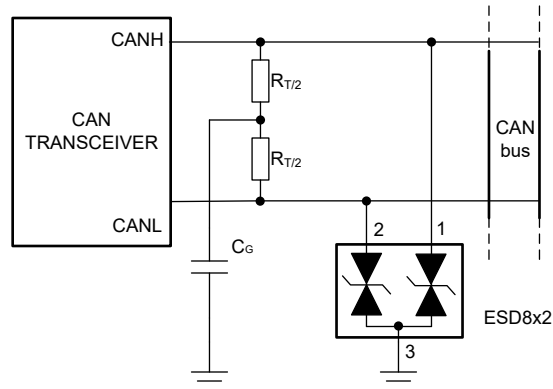 CANH
CAN
TRANSCEIVER
CANL
RT/2
RT/2
CG
CAN
bus
2
1
3
ESD8x2